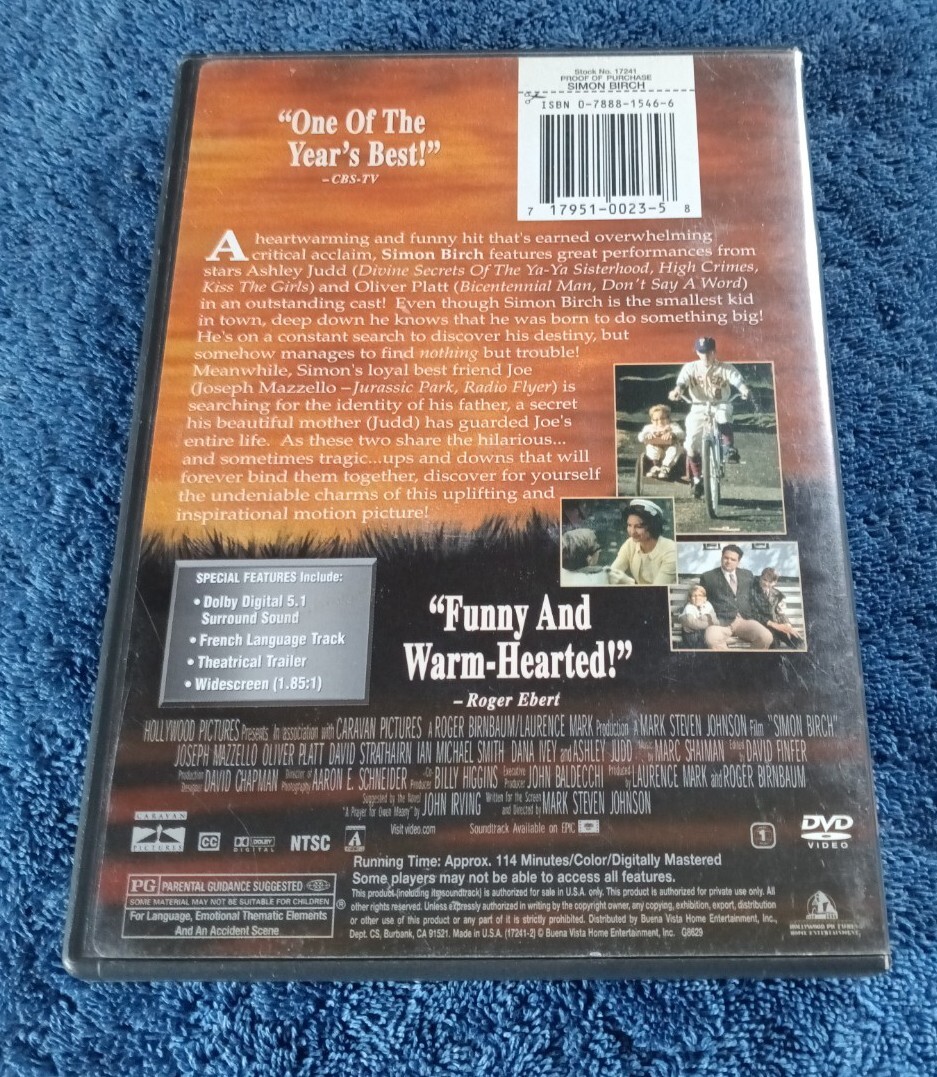 Stock No. 17241
PROOF OF PURCHASE
SIMON BIRCH
ISBN 0-7888-1546-6
7 17951-0023-5 8
“One Of The
Year's Best!”
–CBS-TV
A heartwarming and funny hit that's earned overwhelming
critical acclaim, Simon Birch features great performances from
stars Ashley Judd (Divine Secrets Of The Ya-Ya Sisterhood, High Crimes,
Kiss The Girls) and Oliver Platt (Bicentennial Man, Don't Say A Word)
in an outstanding cast! Even though Simon Birch is the smallest kid
in town, deep down he knows that he was born to do something big!
He's on a constant search to discover his destiny, but
somehow manages to find nothing but trouble!
Meanwhile, Simon's loyal best friend Joe
(Joseph Mazzello – Jurassic Park, Radio Flyer) is
searching for the identity of his father, a secret
his beautiful mother (Judd) has guarded Joe's
entire life. As these two share the hilarious...
and sometimes tragic...ups and downs that will
forever bind them together, discover for yourself
the undeniable charms of this uplifting and
inspirational motion picture!
SPECIAL FEATURES Include:
• Dolby Digital 5.1
Surround Sound
• French Language Track
• Theatrical Trailer
• Widescreen (1.85:1)
“Funny And
Warm-Hearted!”
– Roger Ebert
HOLLYWOOD PICTURES Presents In association with CARAVAN PICTURES A ROGER BIRNBAUM/LAURENCE MARK Production A MARK STEVEN JOHNSON Film "SIMON BIRCH"
JOSEPH MAZZELLO OLIVER PLATT DAVID STRATHAIRN IAN MICHAEL SMITH DANA IVEY and ASHLEY JUDD Music by MARC SHAIMAN Edited by DAVID FINFER
Production Designer DAVID CHAPMAN Director of Photography AARON E. SCHNEIDER Co-Producer BILLY HIGGINS Executive Producer JOHN BALDECCHI Produced by LAURENCE MARK and ROGER BIRNBAUM
Suggested by the Novel "A Prayer for Owen Meany" by JOHN IRVING Written for the Screen and Directed by MARK STEVEN JOHNSON
CARAVAN
PICTURES
CC
DOLBY
DIGITAL
NTSC
A
Visit video.com
Soundtrack Available on EPIC
1
DVD
VIDEO
Running Time: Approx. 114 Minutes/Color/Digitally Mastered
Some players may not be able to access all features.
This product (including its soundtrack) is authorized for sale in U.S.A. only. This product is authorized for private use only. All
other rights reserved. Unless expressly authorized in writing by the copyright owner, any copying, exhibition, export, distribution
or other use of this product or any part of it is strictly prohibited. Distributed by Buena Vista Home Entertainment, Inc.,
Dept. CS, Burbank, CA 91521. Made in U.S.A. (17241-2) © Buena Vista Home Entertainment, Inc. G8629
PG PARENTAL GUIDANCE SUGGESTED
SOME MATERIAL MAY NOT BE SUITABLE FOR CHILDREN ®
For Language, Emotional Thematic Elements
And An Accident Scene
HOLLYWOOD PICTURES
HOME ENTERTAINMENT